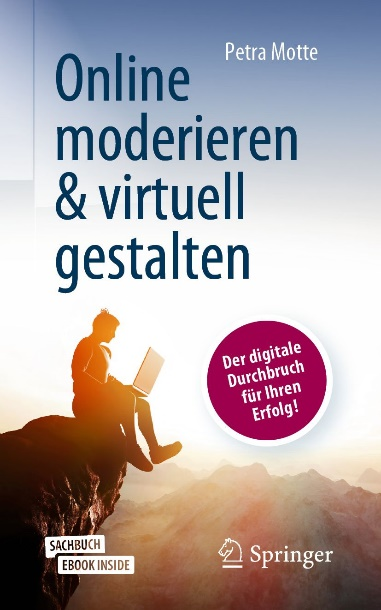 Petra Motte
Online
moderieren
& virtuell
gestalten
Der digitale
Durchbruch
für Ihren
Erfolg!
SACHBUCH
EBOOK INSIDE
Springer